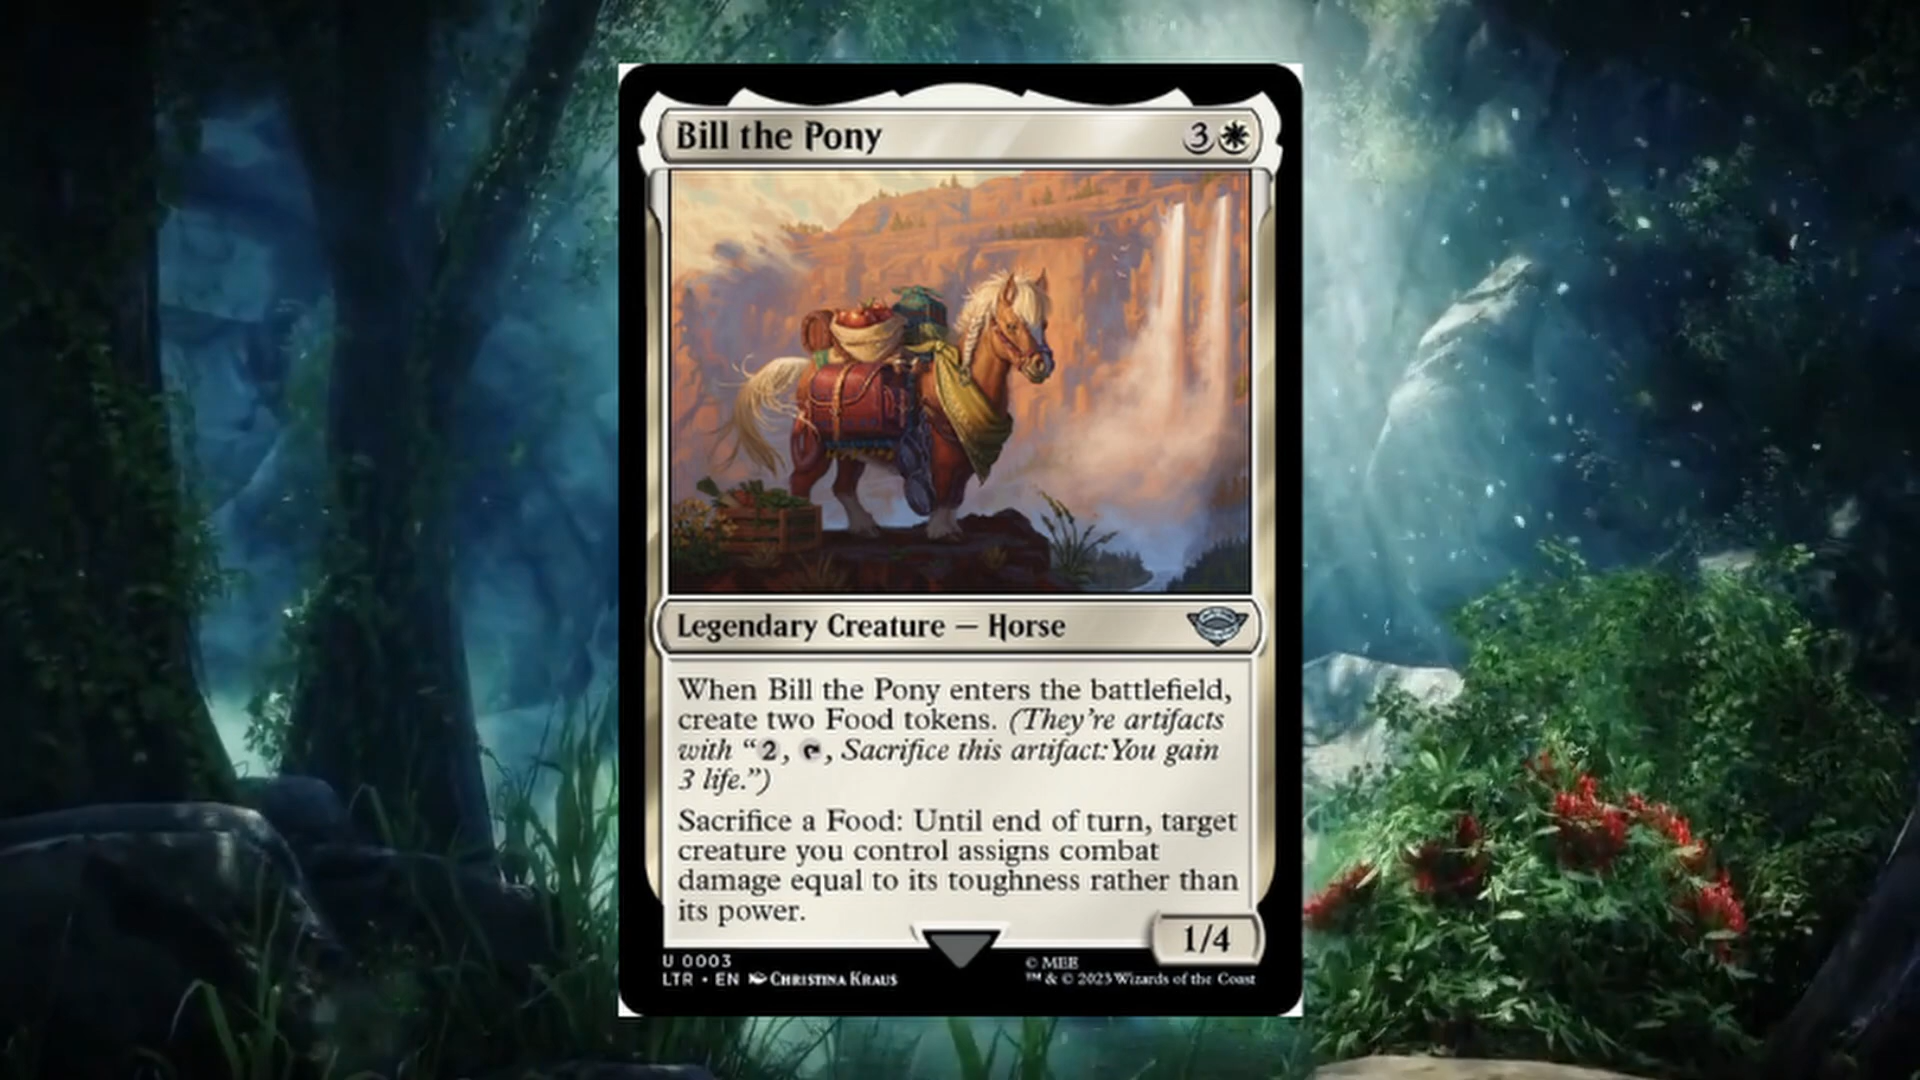 Bill the Pony 3
Legendary Creature — Horse
When Bill the Pony enters the battlefield,
create two Food tokens. (They’re artifacts
with “2, , Sacrifice this artifact: You gain
3 life.”)
Sacrifice a Food: Until end of turn, target
creature you control assigns combat
damage equal to its toughness rather than
its power.
1/4
U 0003
LTR • EN Christina Kraus
© MEE
™ & © 2023 Wizards of the Coast